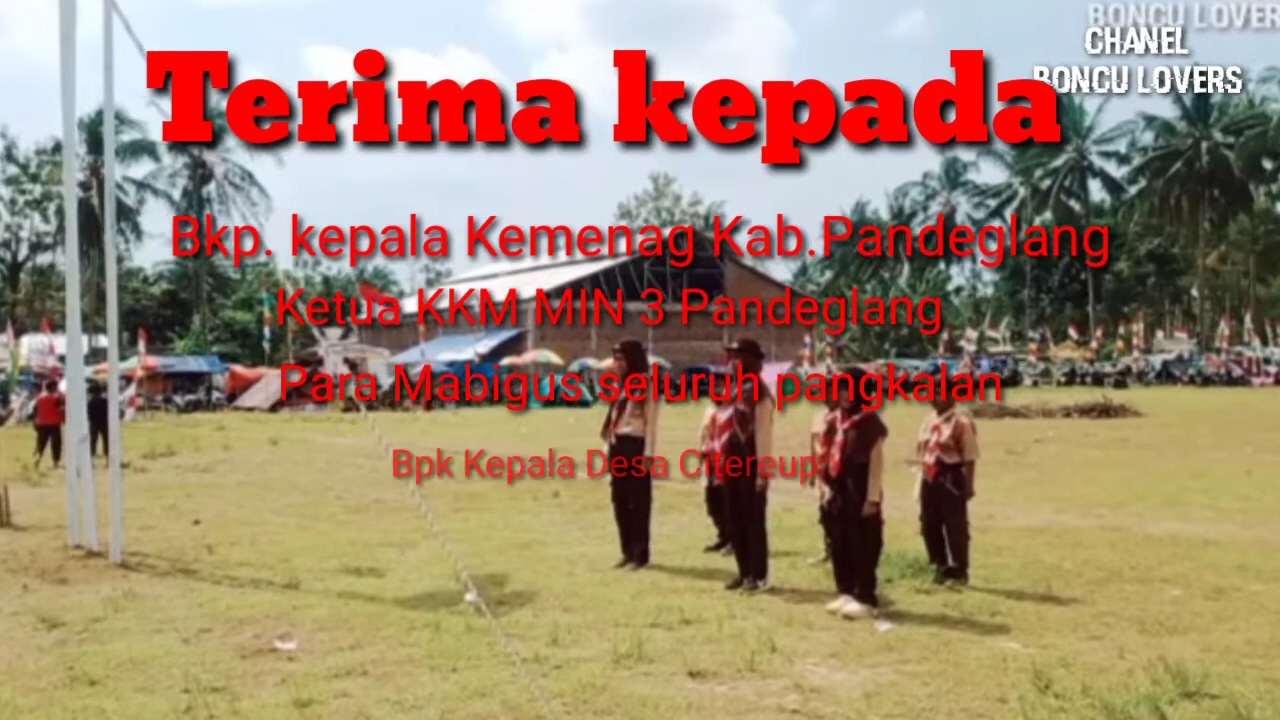 BONCU LOVER
CHANEL
BONCU LOVERS
Terima kepada
Bkp. kepala Kemenag Kab.Pandeglang
Ketua KKM MIN 3 Pandeglang
Para Mabigus seluruh pangkalan
Bpk Kepala Desa Citereup